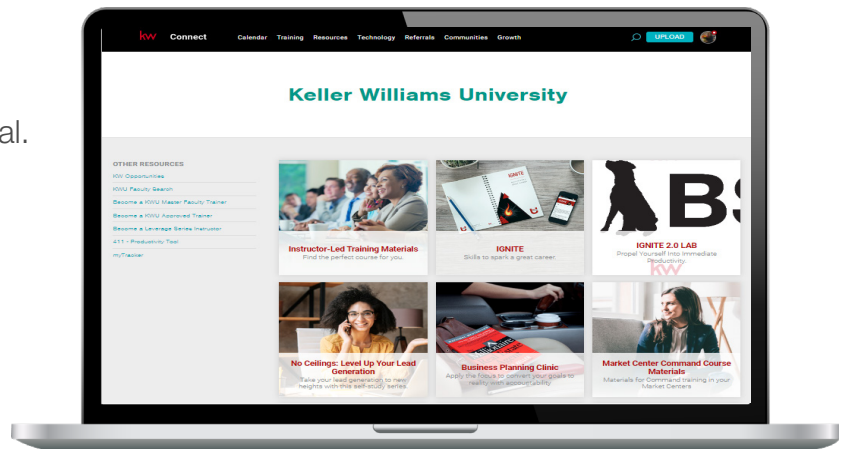 al.
kw Connect Calendar Training Resources Technology Referrals Communities Growth UPLOAD
Keller Williams University
OTHER RESOURCES
KW Opportunities
KWU Faculty Search
Become a KWU Master Faculty Trainer
Become a KWU Approved Trainer
Become a Leverage Series Instructor
411 - Productivity Tool
myTracker
Instructor-Led Training Materials
Find the perfect course for you.
IGNITE
IGNITE
Skills to spark a great career.
ABS
IGNITE 2.0 LAB
Propel Yourself Into Immediate
Productivity.
kw
No Ceilings: Level Up Your Lead
Generation
Take your lead generation to new
heights with this self-study series.
Business Planning Clinic
Apply the focus to convert your goals to
reality with accountability
Market Center Command Course
Materials
Materials for Command training in your
Market Centers